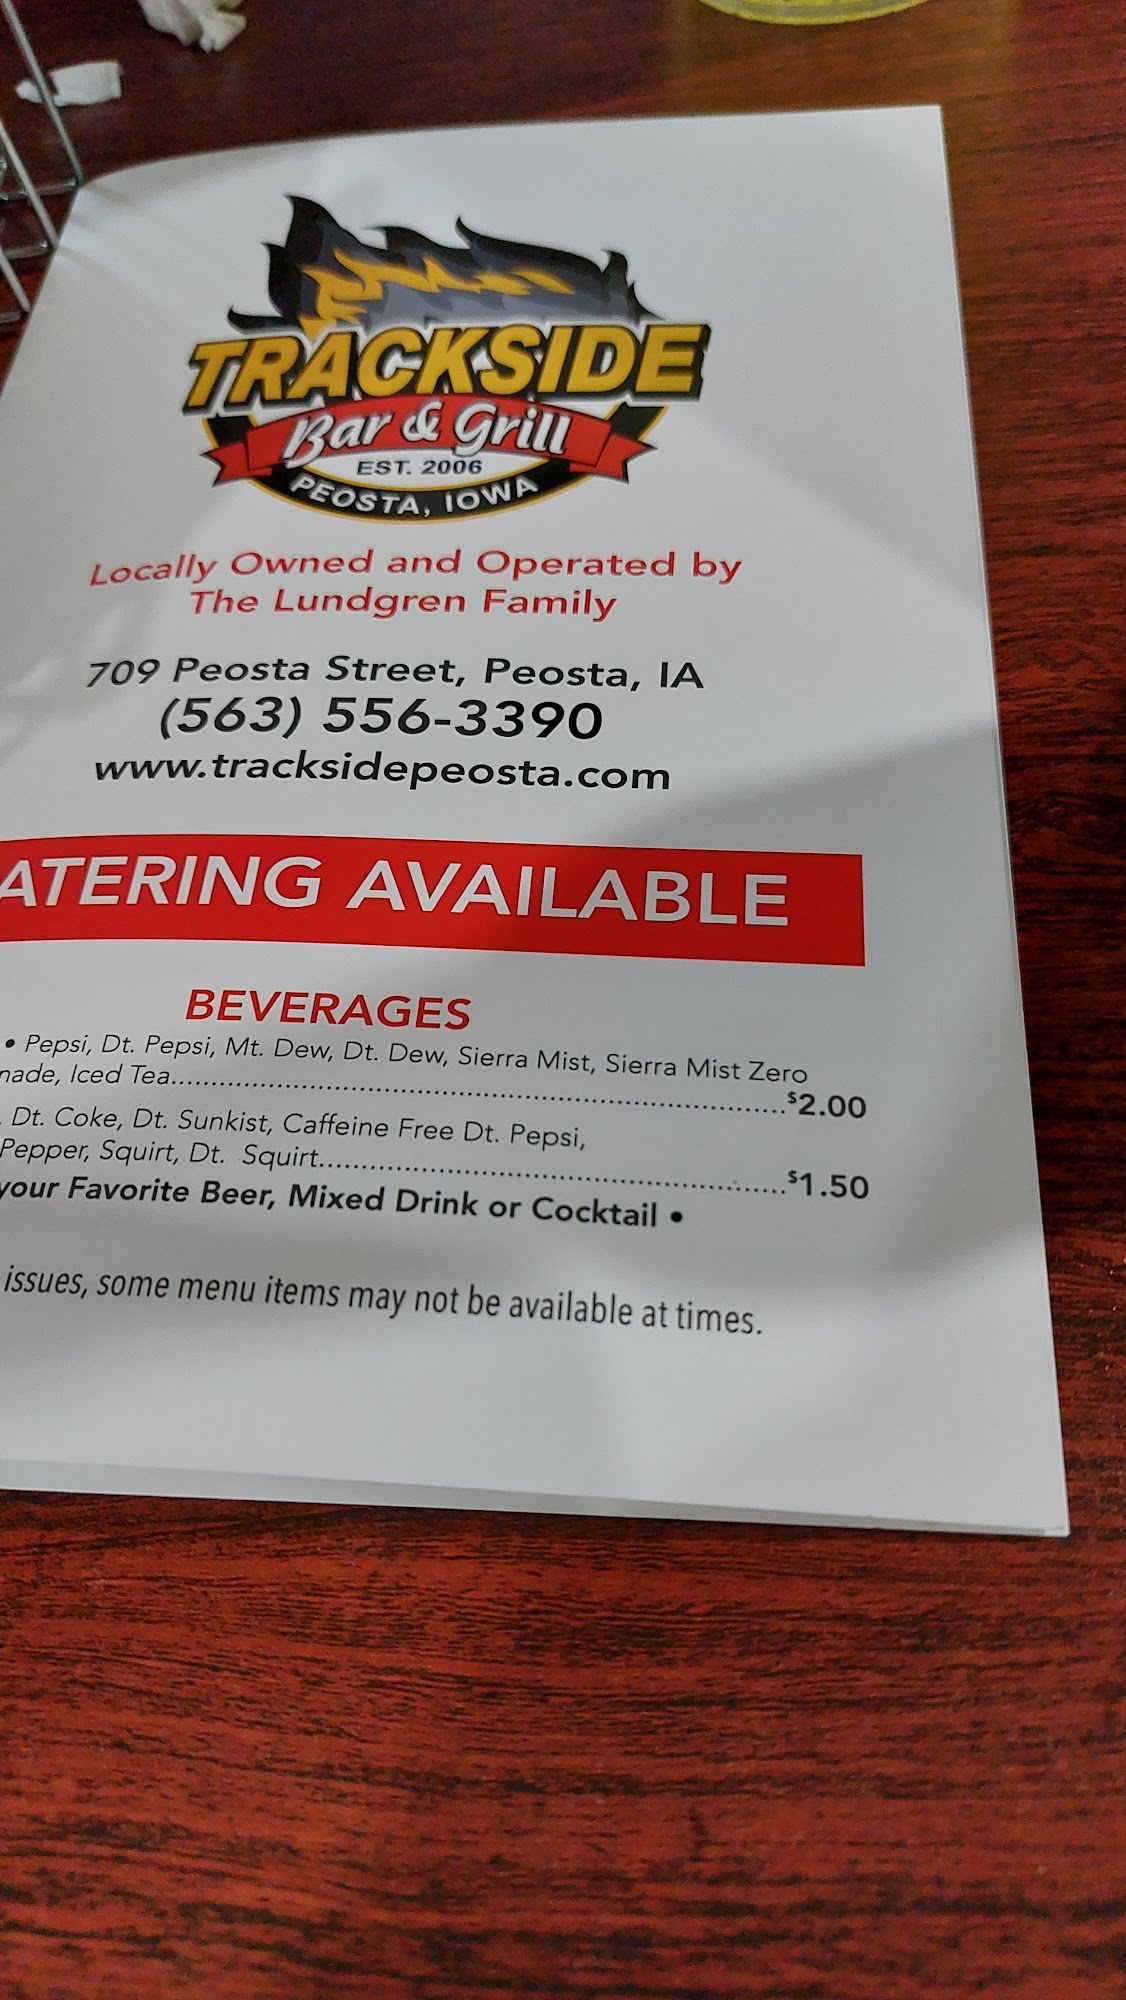 TRACKSIDE
Bar & Grill
EST. 2006
PEOSTA, IOWA
Locally Owned and Operated by
The Lundgren Family
709 Peosta Street, Peosta, IA
(563) 556-3390
www.tracksidepeosta.com
ATERING AVAILABLE
BEVERAGES
• Pepsi, Dt. Pepsi, Mt. Dew, Dt. Dew, Sierra Mist, Sierra Mist Zero
nade, Iced Tea....................$2.00
Dt. Coke, Dt. Sunkist, Caffeine Free Dt. Pepsi,
Pepper, Squirt, Dt. Squirt....................$1.50
your Favorite Beer, Mixed Drink or Cocktail •
issues, some menu items may not be available at times.